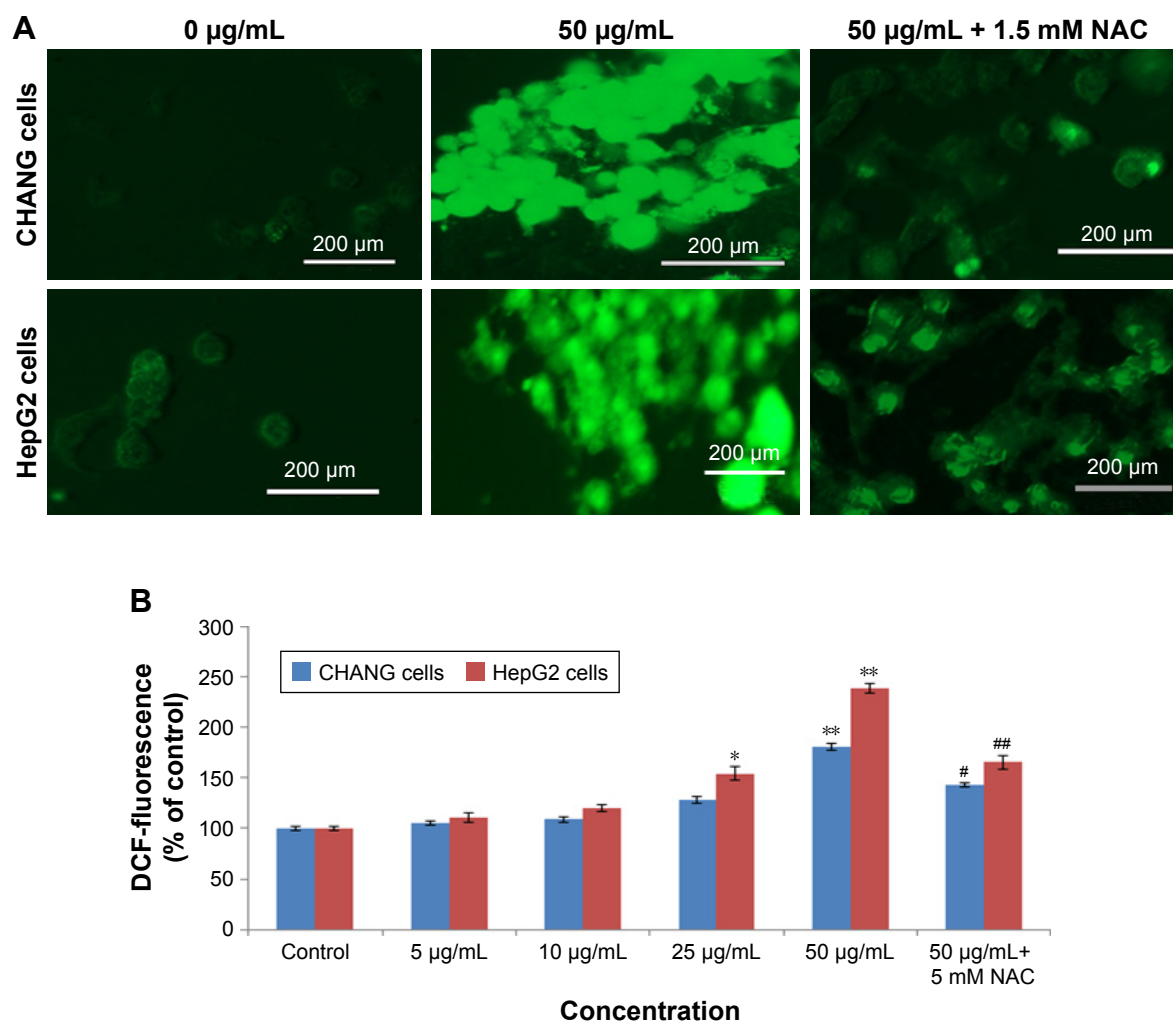 A
0 µg/mL
50 µg/mL
50 µg/mL + 1.5 mM NAC
CHANG cells
200 µm
200 µm
200 µm
HepG2 cells
200 µm
200 µm
200 µm
B
DCF-fluorescence
(% of control)
300
250
200
150
100
50
0
CHANG cells
HepG2 cells
*
**
**
#
##
Control
5 µg/mL
10 µg/mL
25 µg/mL
50 µg/mL
50 µg/mL+
5 mM NAC
Concentration